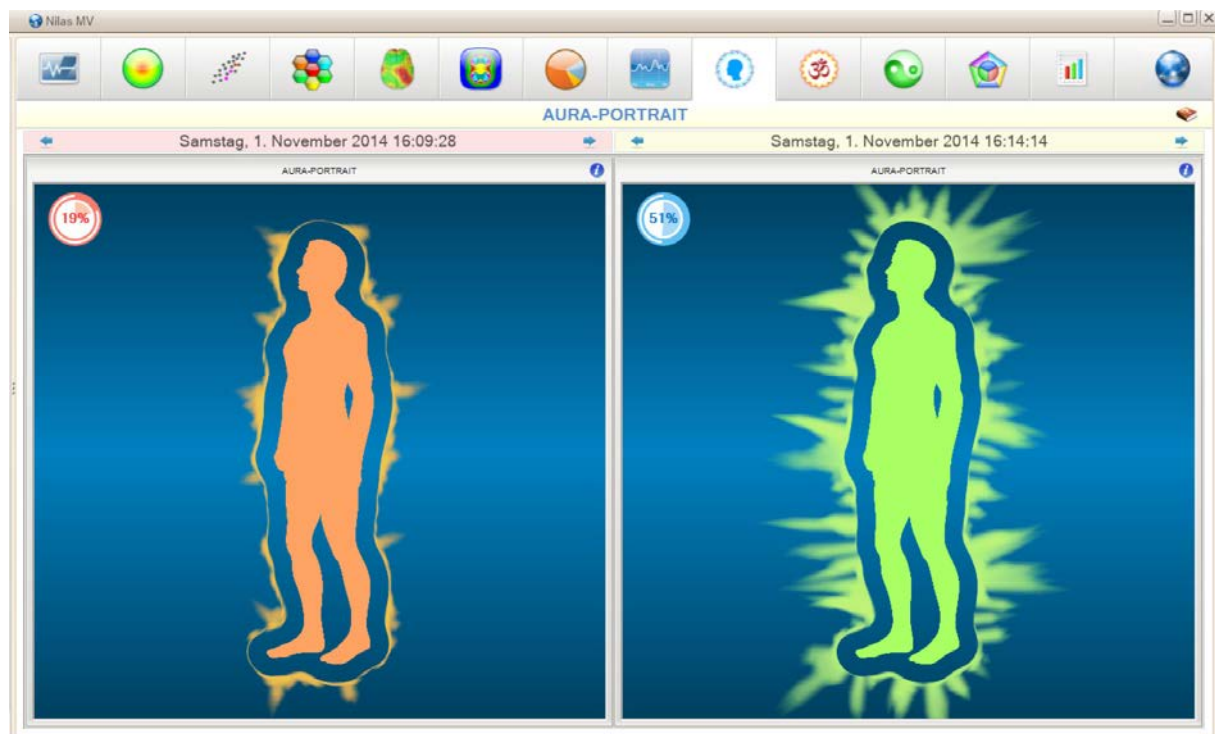 Nilas MV
AURA-PORTRAIT
Samstag, 1. November 2014 16:09:28
Samstag, 1. November 2014 16:14:14
AURA-PORTRAIT
AURA-PORTRAIT
19%
51%